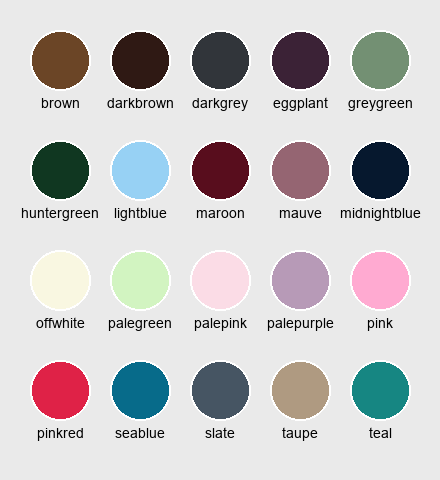 brown darkbrown darkgrey eggplant greygreen
huntergreen lightblue maroon mauve midnightblue
offwhite palegreen palepink palepurple pink
pinkred seablue slate taupe teal